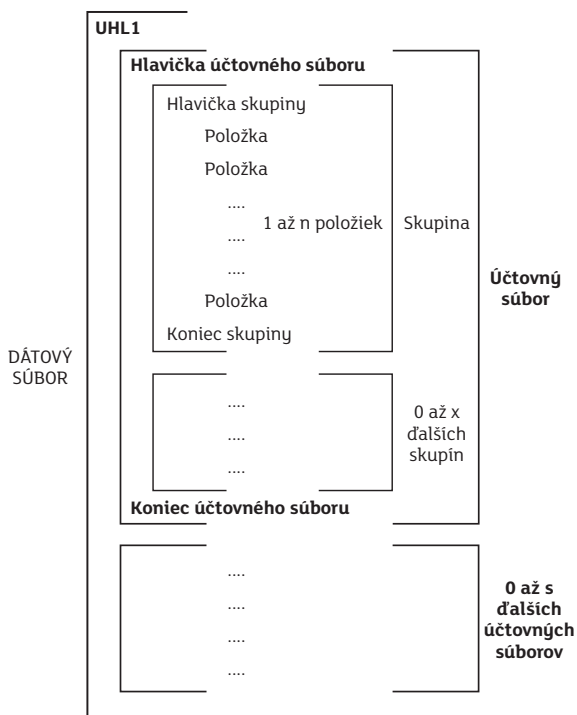 UHL1
Hlavička účtovného súboru
Hlavička skupiny
Položka
Položka
....
....
....
1 až n položiek
Skupina
Položka
Koniec skupiny
Účtovný
súbor
DÁTOVÝ
SÚBOR
....
....
....
0 až x
ďalších
skupín
Koniec účtovného súboru
....
....
....
....
0 až s
ďalších
účtovných
súborov